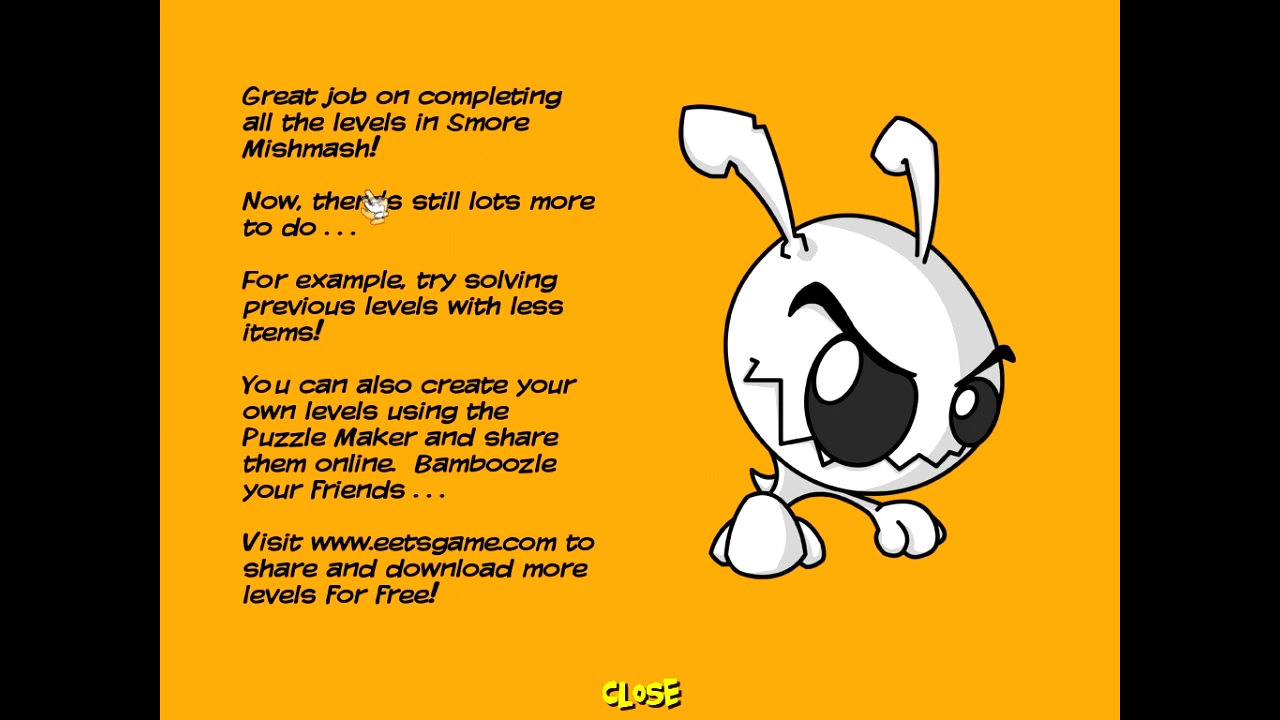 Great job on completing
all the levels in Smore
Mishmash!
Now, there's still lots more
to do . . .
For example, try solving
previous levels with less
items!
You can also create your
own levels using the
Puzzle Maker and share
them online. Bamboozle
your Friends . . .
Visit www.eetsgame.com to
share and download more
levels For Free!
CLOSE